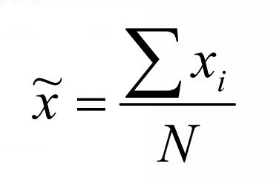 x̃ = ∑ xᵢ / N